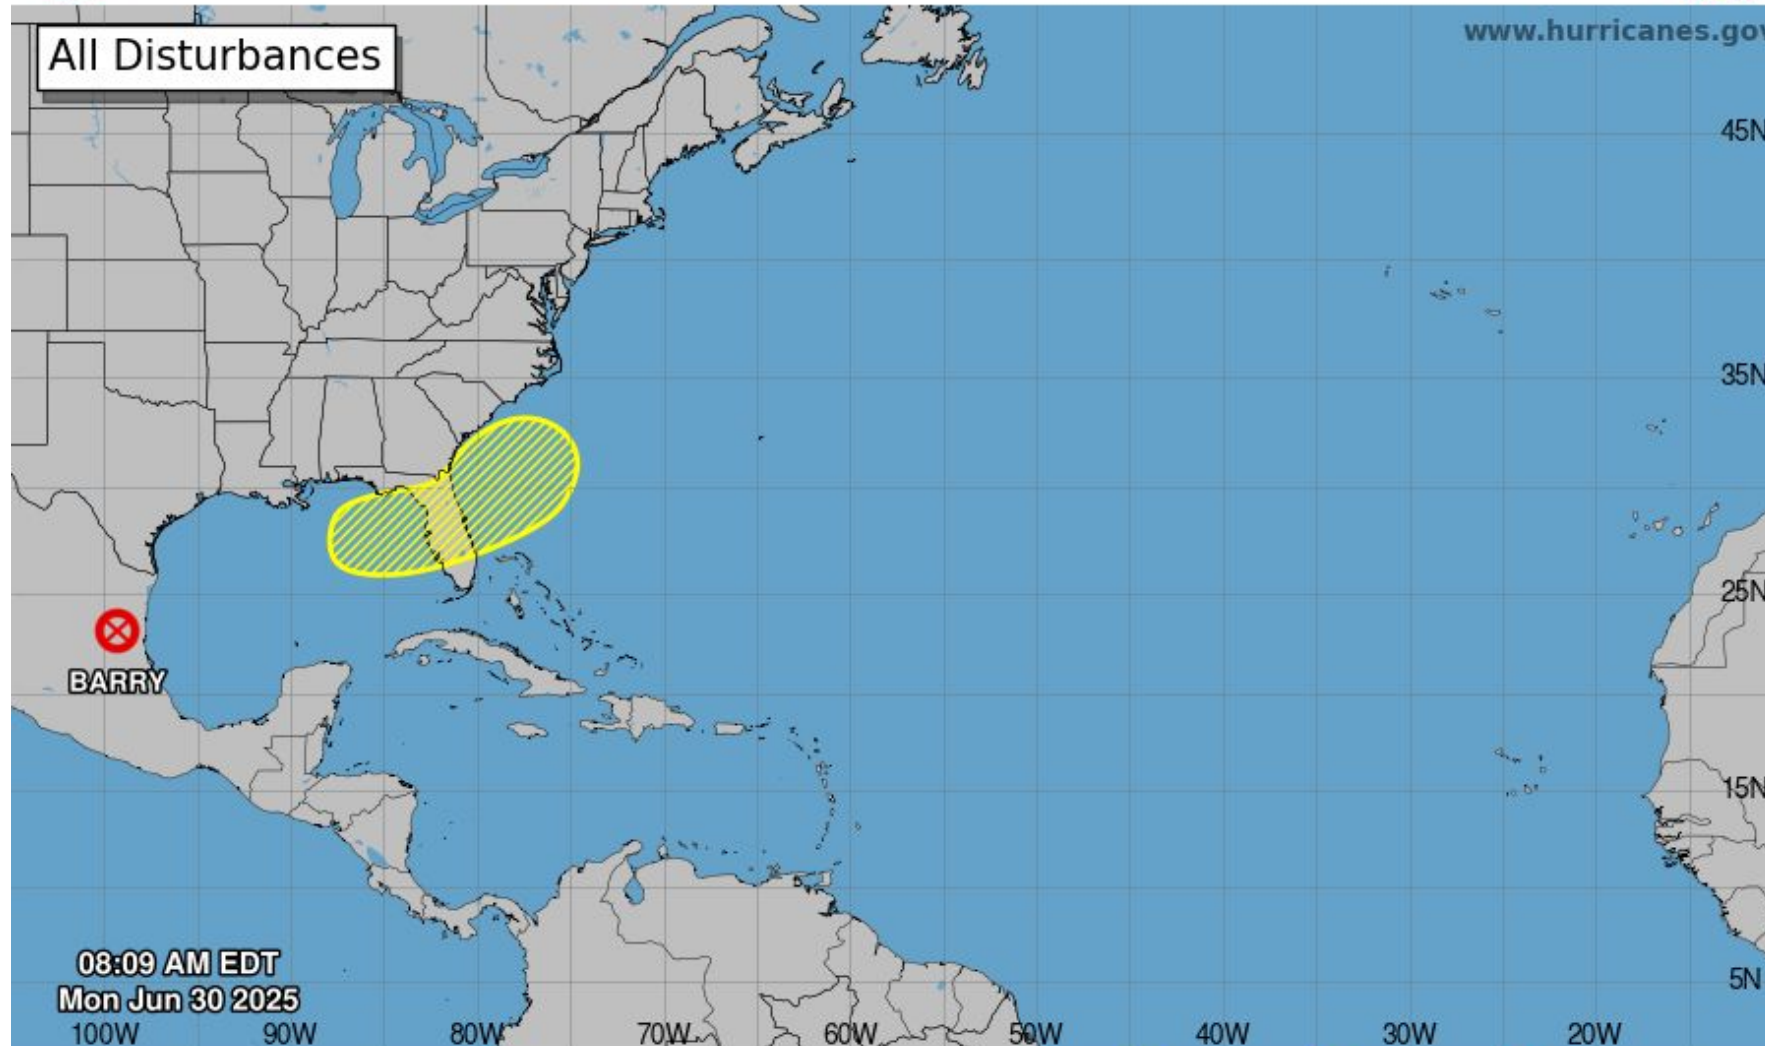 All Disturbances
www.hurricanes.gov
45N
35N
25N
BARRY
15N
08:09 AM EDT
Mon Jun 30 2025
5N
100W 90W 80W 70W 60W 50W 40W 30W 20W